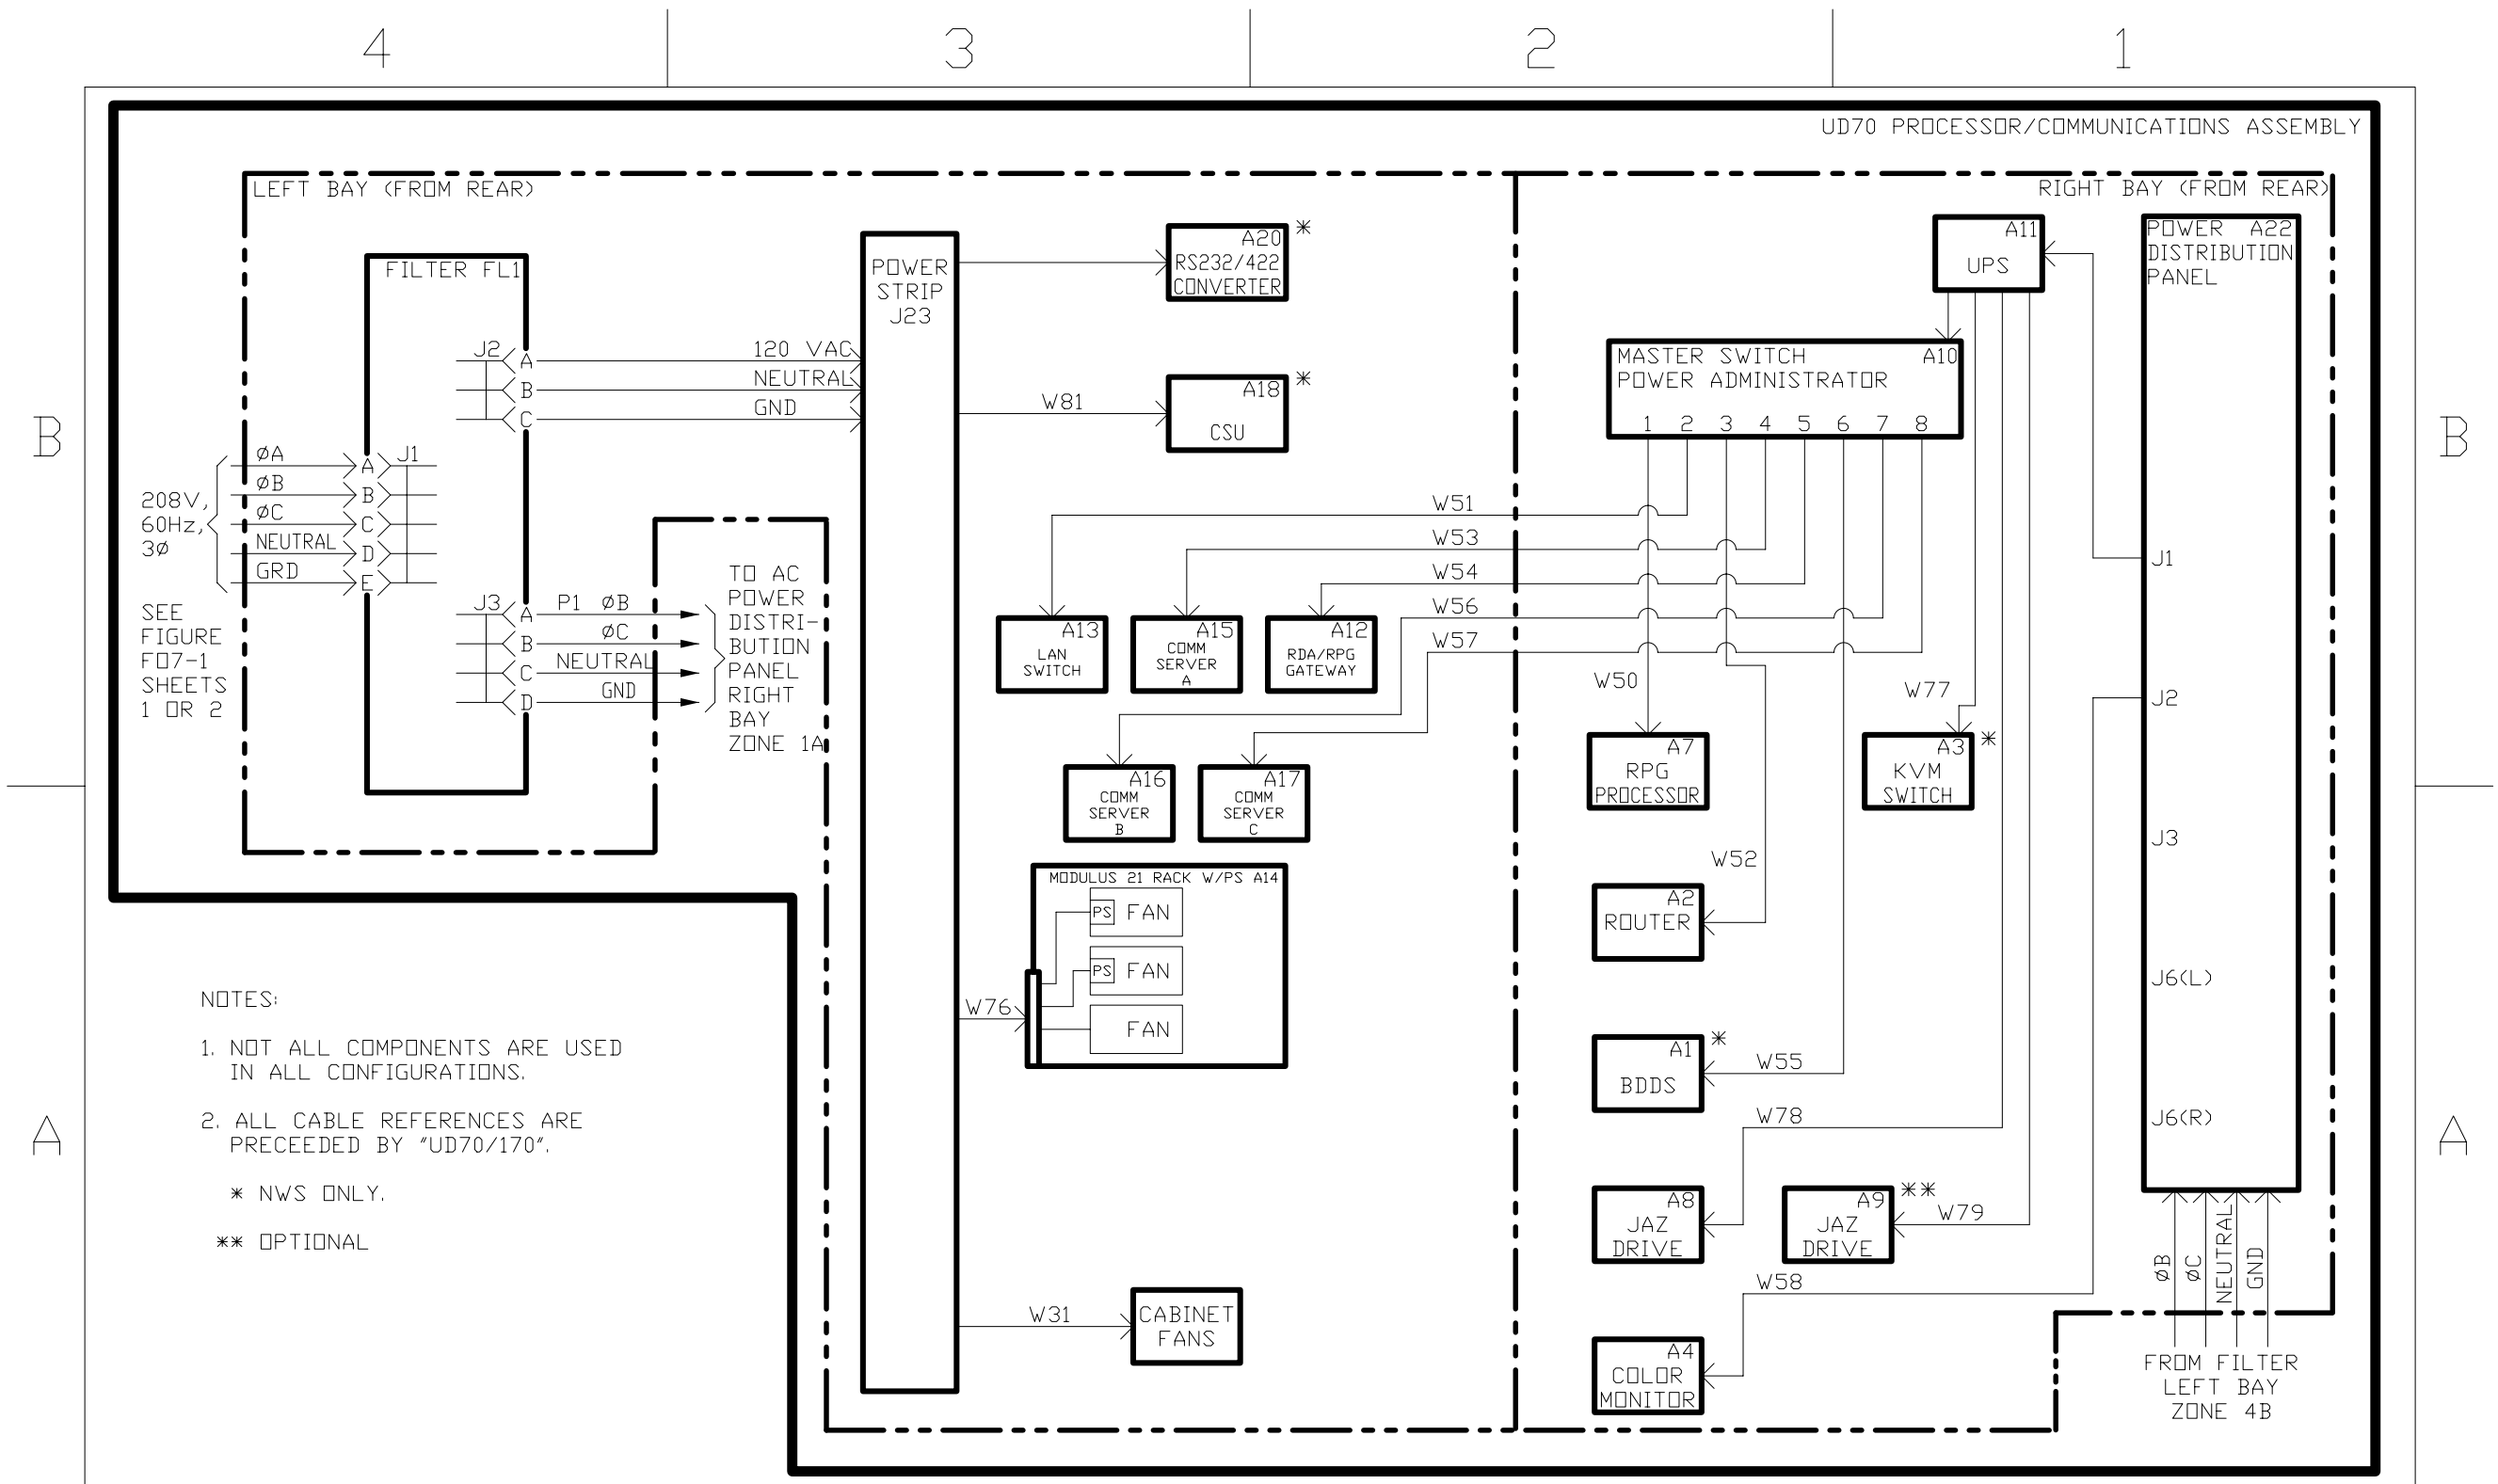 4 3 2 1
UD70 PROCESSOR/COMMUNICATIONS ASSEMBLY
LEFT BAY (FROM REAR)
RIGHT BAY (FROM REAR)
B
B
A
A
FILTER FL1
J2
A
B
C
120 VAC
NEUTRAL
GND
208V,
60Hz,
3Ø
ØA
ØB
ØC
NEUTRAL
GRD
A
B
C
D
E
J1
SEE
FIGURE
FO7-1
SHEETS
1 OR 2
J3
A
B
C
D
P1 ØB
ØC
NEUTRAL
GND
TO AC
POWER
DISTRI-
BUTION
PANEL
RIGHT
BAY
ZONE 1A
POWER
STRIP
J23
A20
*
RS232/422
CONVERTER
W81
A18
*
CSU
W51
W53
W54
W56
W57
A13
LAN
SWITCH
A15
COMM
SERVER
A
A12
RDA/RPG
GATEWAY
A16
COMM
SERVER
B
A17
COMM
SERVER
C
MODULUS 21 RACK W/PS A14
PS FAN
PS FAN
FAN
W76
W31
CABINET
FANS
A11
UPS
MASTER SWITCH A10
POWER ADMINISTRATOR
1 2 3 4 5 6 7 8
W50
W77
A7
RPG
PROCESSOR
A3
*
KVM
SWITCH
W52
A2
ROUTER
A1
*
BDDS
W55
W78
A8
JAZ
DRIVE
A9
**
JAZ
DRIVE
W79
W58
A4
COLOR
MONITOR
POWER A22
DISTRIBUTION
PANEL
J1
J2
J3
J6(L)
J6(R)
ØB
ØC
NEUTRAL
GND
FROM FILTER
LEFT BAY
ZONE 4B
NOTES:
1. NOT ALL COMPONENTS ARE USED
IN ALL CONFIGURATIONS.
2. ALL CABLE REFERENCES ARE
PRECEEDED BY "UD70/170".
* NWS ONLY.
** OPTIONAL